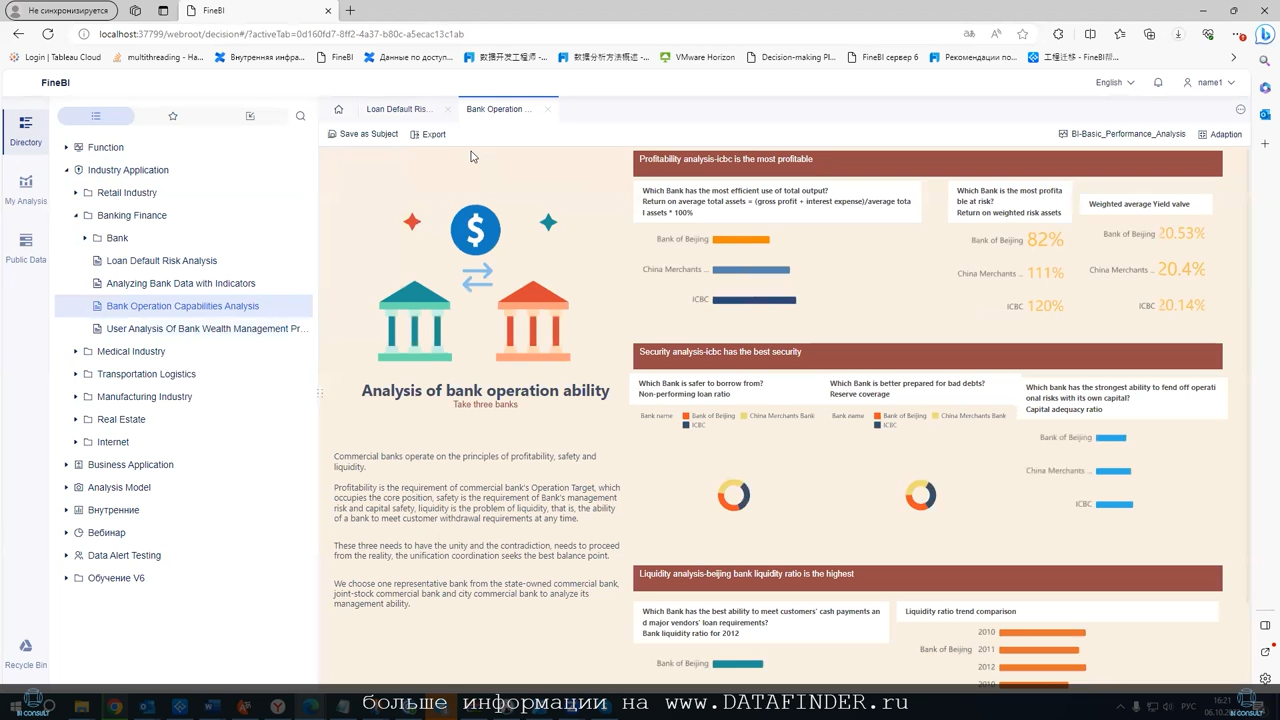 Не синхронизируется
FineBI
localhost:37799/webroot/decision#/?activeTab=0d160fd7-8ff2-4a37-b80c-a5ecac13c1ab
Login | Tableau Cloud
multithreading - Ha...
Внутренняя инфра...
FineBI
Данные по доступ...
数据开发工程师 -...
数据分析方法概述 -...
VMware Horizon
Decision-making Pl...
FineBI сервер 6
Рекомендации по...
工程迁移 - FineBI帮...
FineBI
English
name1
Directory
My Analysis
Public Data
Recycle Bin
Function
Industry Application
Retail Industry
Banking Finance
Bank
Loan Default Risk Analysis
Analyzing Bank Data with Indicators
Bank Operation Capabilities Analysis
User Analysis Of Bank Wealth Management Pr...
Medical Industry
Transportation Logistics
Manufacturing Industry
Real Estate
Internet
Business Application
Analysis Model
Внутренние
Вебинар
Data Alert Testing
Обучение V6
Loan Default Ris...
Bank Operation ...
Save as Subject
Export
BI-Basic_Performance_Analysis
Adaption
Analysis of bank operation ability
Take three banks
Commercial banks operate on the principles of profitability, safety and
liquidity.
Profitability is the requirement of commercial bank's Operation Target, which
occupies the core position, safety is the requirement of Bank's management
risk and capital safety, liquidity is the problem of liquidity, that is, the ability
of a bank to meet customer withdrawal requirements at any time.
These three needs to have the unity and the contradiction, needs to proceed
from the reality, the unification coordination seeks the best balance point.
We choose one representative bank from the state-owned commercial bank,
joint-stock commercial bank and city commercial bank to analyze its
management ability.
Profitability analysis-icbc is the most profitable
Which Bank has the most efficient use of total output?
Return on average total assets = (gross profit + interest expense)/average tota
l assets * 100%
Bank of Beijing
China Merchants ...
ICBC
Which Bank is the most profita
ble at risk?
Return on weighted risk assets
Bank of Beijing 82%
China Merchants ... 111%
ICBC 120%
Weighted average Yield valve
Bank of Beijing 20.53%
China Merchants ... 20.4%
ICBC 20.14%
Security analysis-icbc has the best security
Which Bank is safer to borrow from?
Non-performing loan ratio
Bank name Bank of Beijing China Merchants Bank
ICBC
Which Bank is better prepared for bad debts?
Reserve coverage
Bank name Bank of Beijing China Merchants Bank
ICBC
Which bank has the strongest ability to fend off operati
onal risks with its own capital?
Capital adequacy ratio
Bank of Beijing
China Merchants ...
ICBC
Liquidity analysis-beijing bank liquidity ratio is the highest
Which Bank has the best ability to meet customers' cash payments an
d major vendors' loan requirements?
Bank liquidity ratio for 2012
Bank of Beijing
Liquidity ratio trend comparison
2010
Bank of Beijing 2011
2012
2010
больше информации на www.DATAFINDER.ru
IN CONSULT
РУС
16:21
IN CONSULT